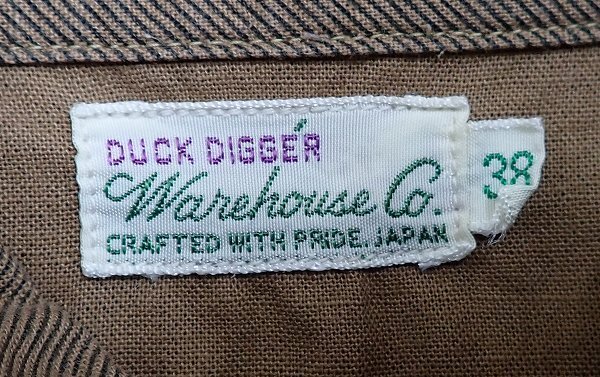 DUCK DIGGER
Warehouse Co.
CRAFTED WITH PRIDE. JAPAN
38